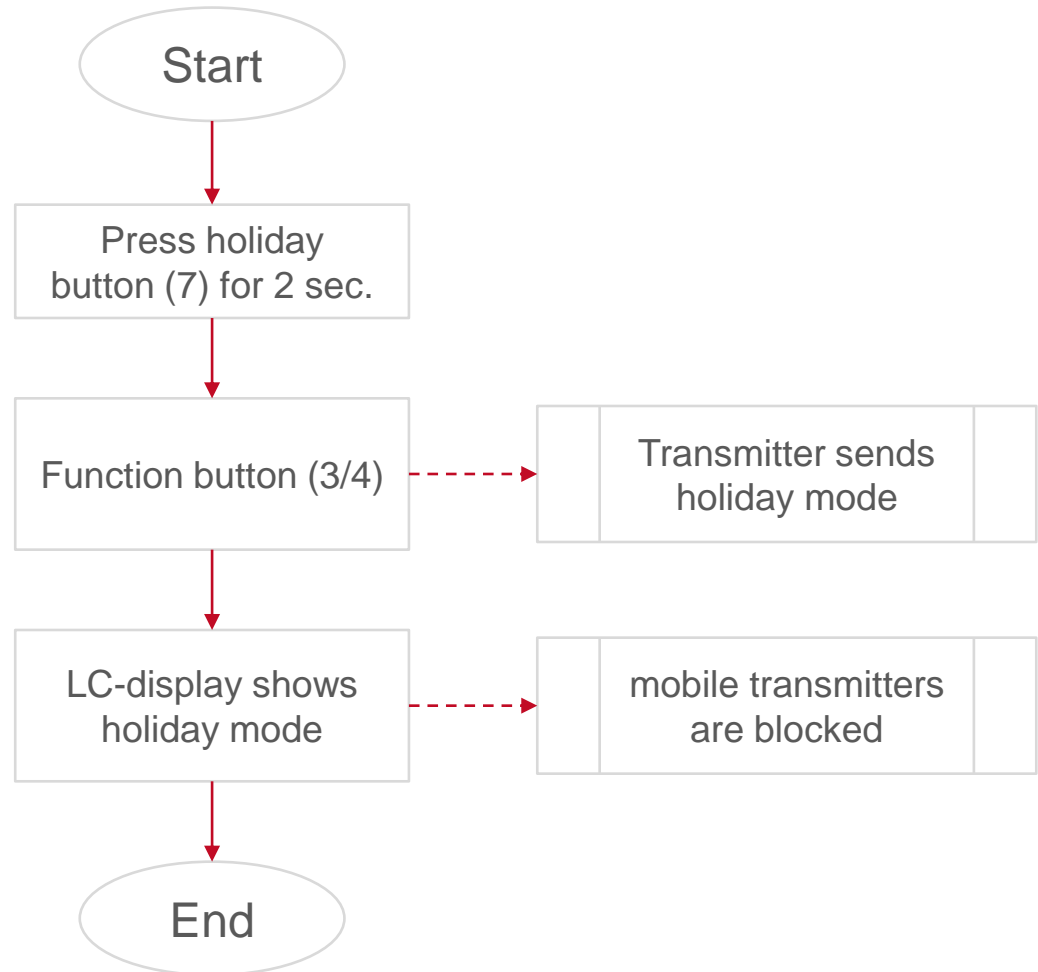 Start
Press holiday
button (7) for 2 sec.
Function button (3/4)
Transmitter sends
holiday mode
LC-display shows
holiday mode
mobile transmitters
are blocked
End